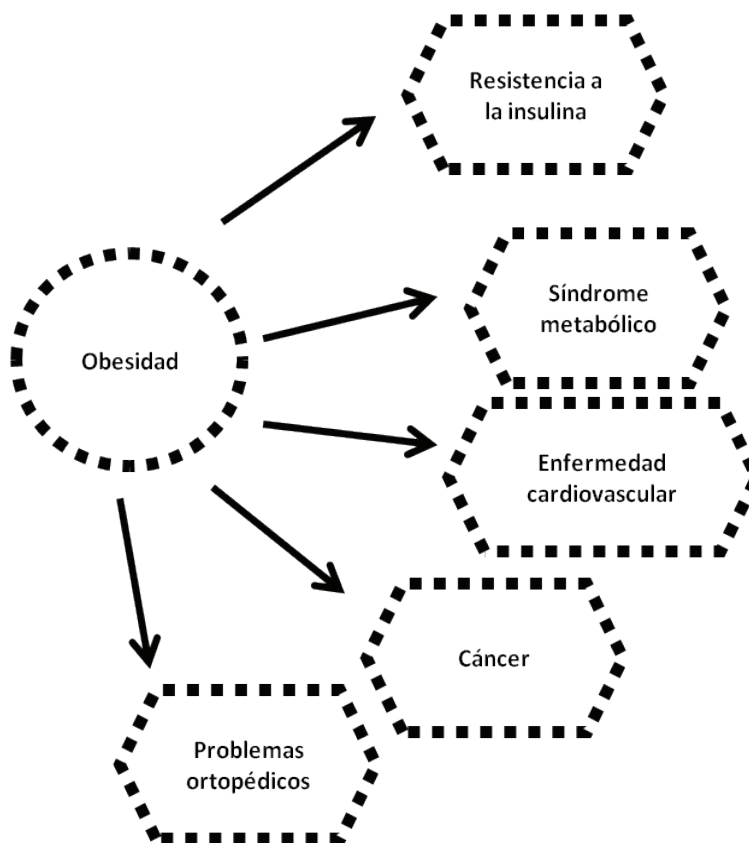 Resistencia a
la insulina
Síndrome
metabólico
Obesidad
Enfermedad
cardiovascular
Cáncer
Problemas
ortopédicos